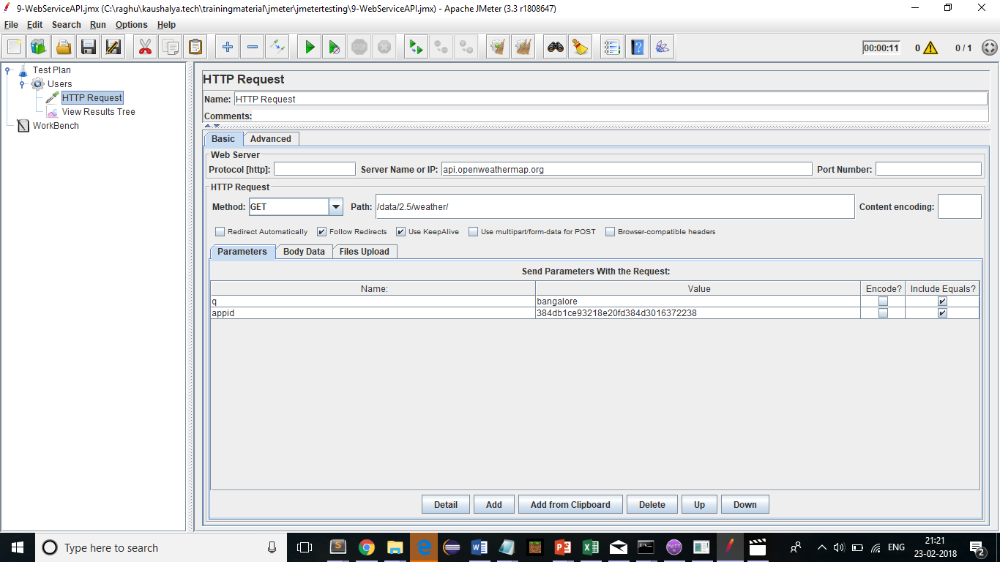 9-WebServiceAPI.jmx (C:\raghu\kaushalya.tech\trainingmaterial\jmeter\jmetertesting\9-WebServiceAPI.jmx) - Apache JMeter (3.3 r1808647)
File Edit Search Run Options Help
00:00:11 0 0 / 1
Test Plan
Users
HTTP Request
View Results Tree
WorkBench
HTTP Request
Name: HTTP Request
Comments:
Basic Advanced
Web Server
Protocol [http]: Server Name or IP: api.openweathermap.org Port Number:
HTTP Request
Method: GET Path: /data/2.5/weather/ Content encoding:
Redirect Automatically Follow Redirects Use KeepAlive Use multipart/form-data for POST Browser-compatible headers
Parameters Body Data Files Upload
Send Parameters With the Request:
Name: Value Encode? Include Equals?
q bangalore
appid 384db1ce93218e20fd384d3016372238
Detail Add Add from Clipboard Delete Up Down
Type here to search
ENG
21:21
23-02-2018
2